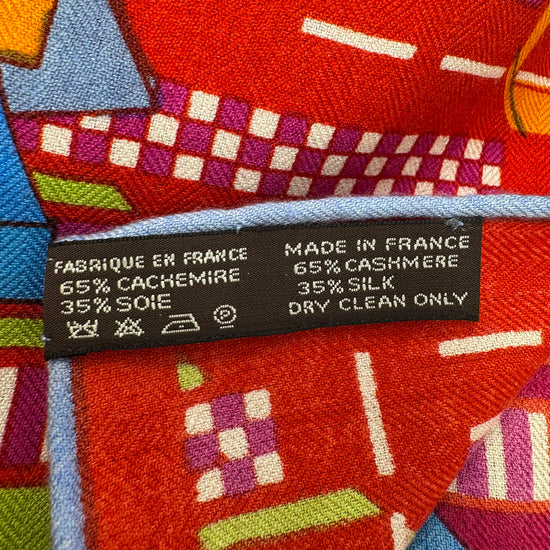 FABRIQUE EN FRANCE
65% CACHEMIRE
35% SOIE
MADE IN FRANCE
65% CASHMERE
35% SILK
DRY CLEAN ONLY